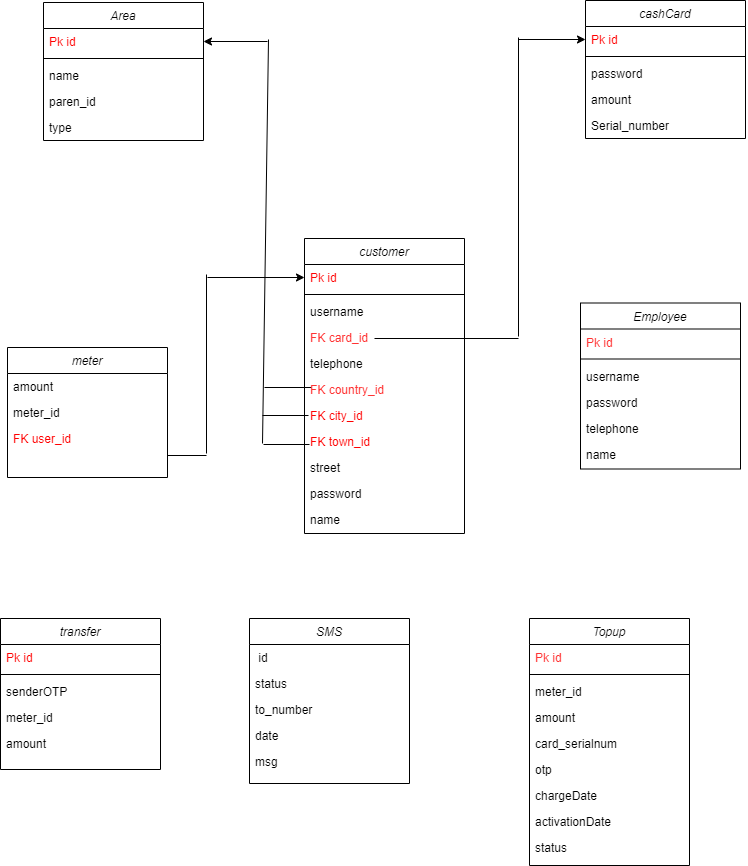 Area
Pk id
name
paren_id
type
cashCard
Pk id
password
amount
Serial_number
customer
Pk id
username
FK card_id
telephone
FK country_id
FK city_id
FK town_id
street
password
name
Employee
Pk id
username
password
telephone
name
meter
amount
meter_id
FK user_id
transfer
Pk id
senderOTP
meter_id
amount
SMS
id
status
to_number
date
msg
Topup
Pk id
meter_id
amount
card_serialnum
otp
chargeDate
activationDate
status